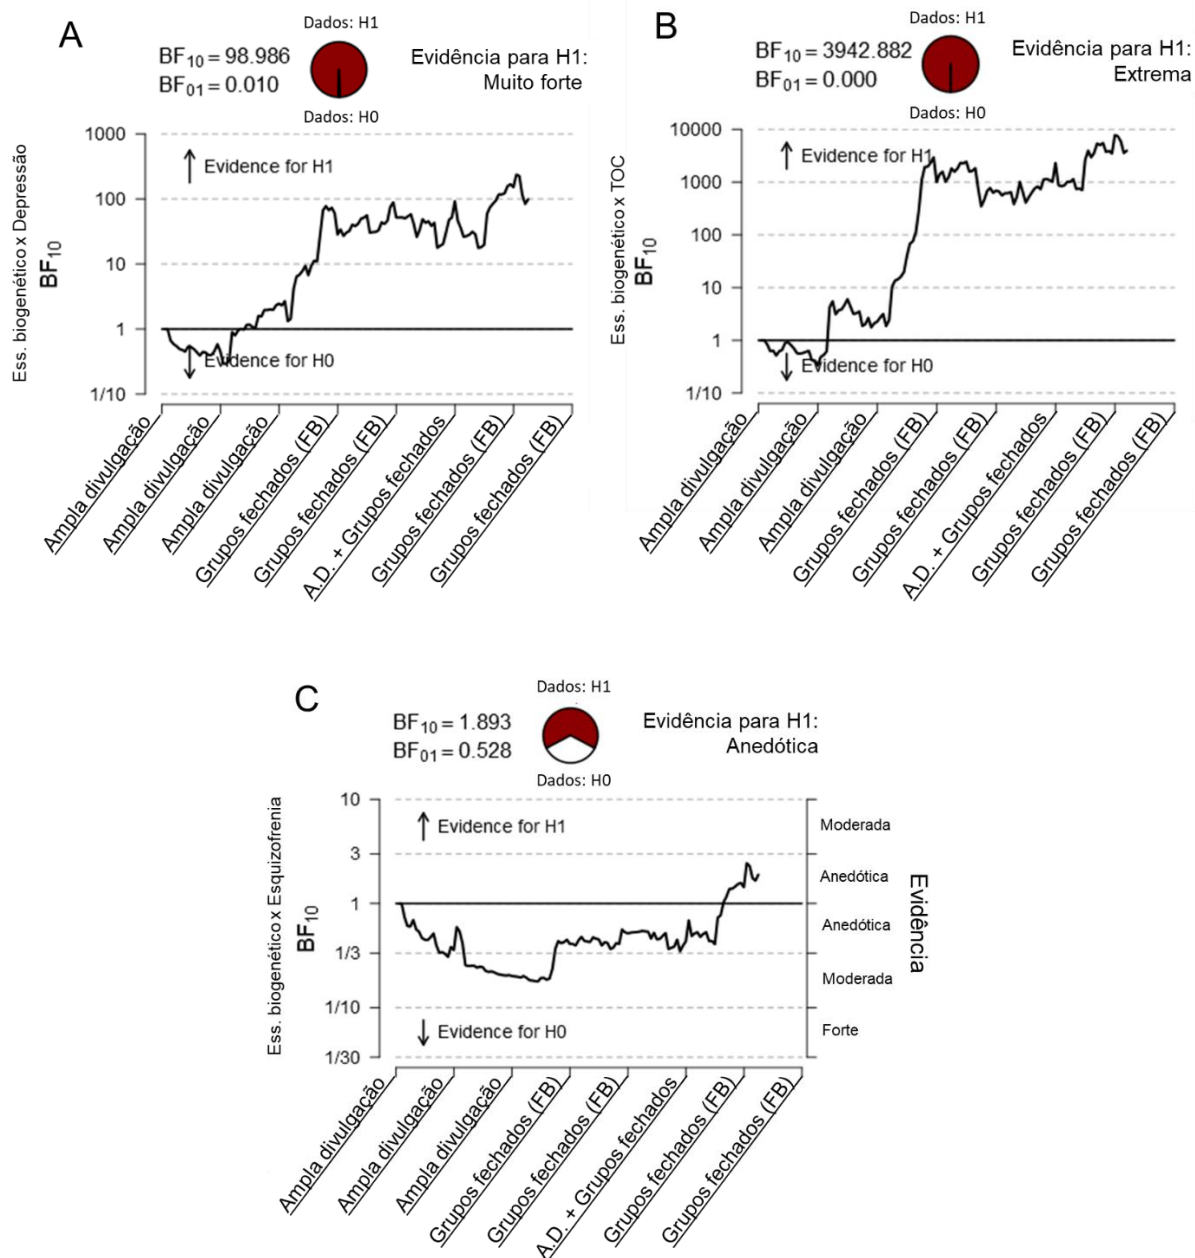 A
Dados: H1
BF10 = 98.986
BF01 = 0.010
Evidência para H1:
Muito forte
Dados: H0
Ess. biogenético x Depressão
BF10
1000
100
10
1
1/10
Evidence for H1
Evidence for H0
Ampla divulgação
Ampla divulgação
Ampla divulgação
Grupos fechados (FB)
Grupos fechados (FB)
A.D. + Grupos fechados
Grupos fechados (FB)
Grupos fechados (FB)
B
Dados: H1
BF10 = 3942.882
BF01 = 0.000
Evidência para H1:
Extrema
Dados: H0
Ess. biogenético x TOC
BF10
10000
1000
100
10
1
1/10
Evidence for H1
Evidence for H0
Ampla divulgação
Ampla divulgação
Ampla divulgação
Grupos fechados (FB)
Grupos fechados (FB)
A.D. + Grupos fechados
Grupos fechados (FB)
Grupos fechados (FB)
C
Dados: H1
BF10 = 1.893
BF01 = 0.528
Evidência para H1:
Anedótica
Dados: H0
Ess. biogenético x Esquizofrenia
BF10
10
3
1
1/3
1/10
1/30
Evidence for H1
Evidence for H0
Moderada
Anedótica
Anedótica
Moderada
Forte
Evidência
Ampla divulgação
Ampla divulgação
Ampla divulgação
Grupos fechados (FB)
Grupos fechados (FB)
A.D. + Grupos fechados
Grupos fechados (FB)
Grupos fechados (FB)